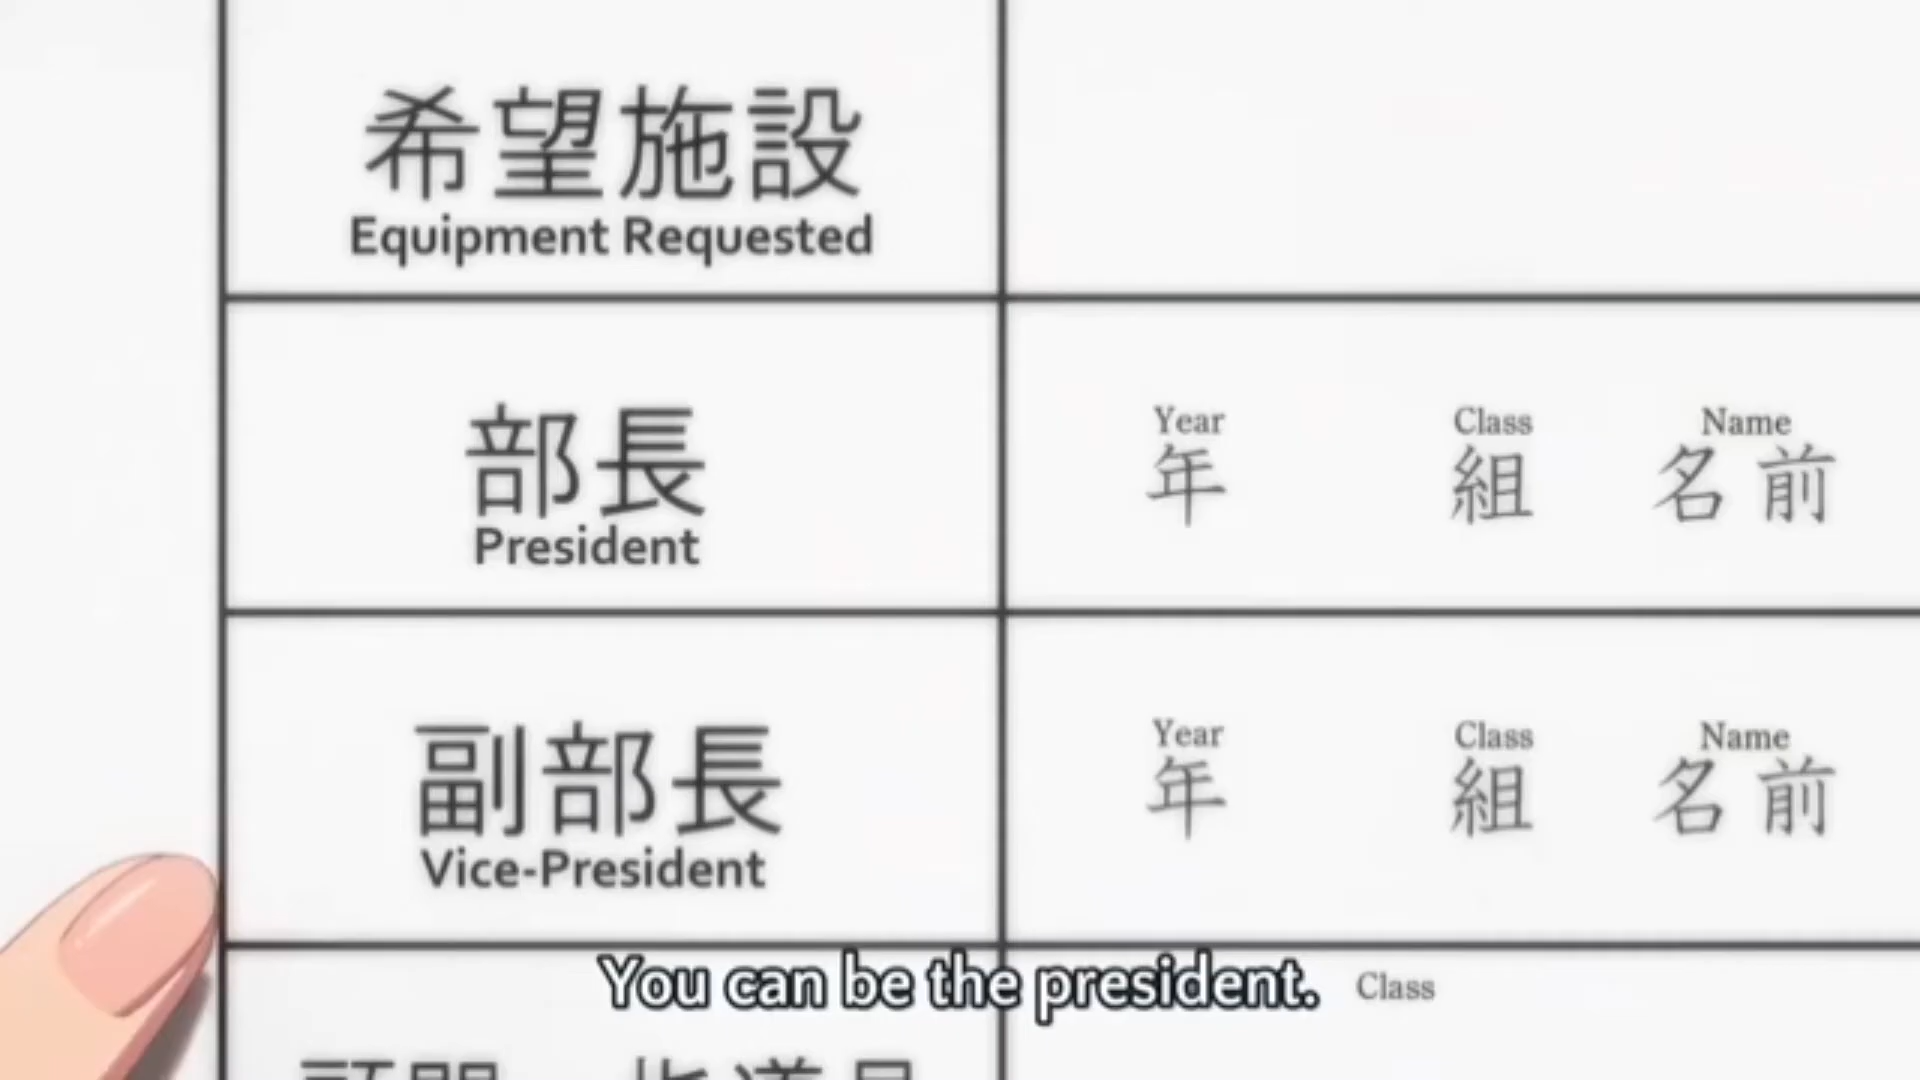 希望施設
Equipment Requested
部長
President
Year Class Name
年 組 名前
副部長
Vice-President
Year Class Name
年 組 名前
You can be the president.
Class